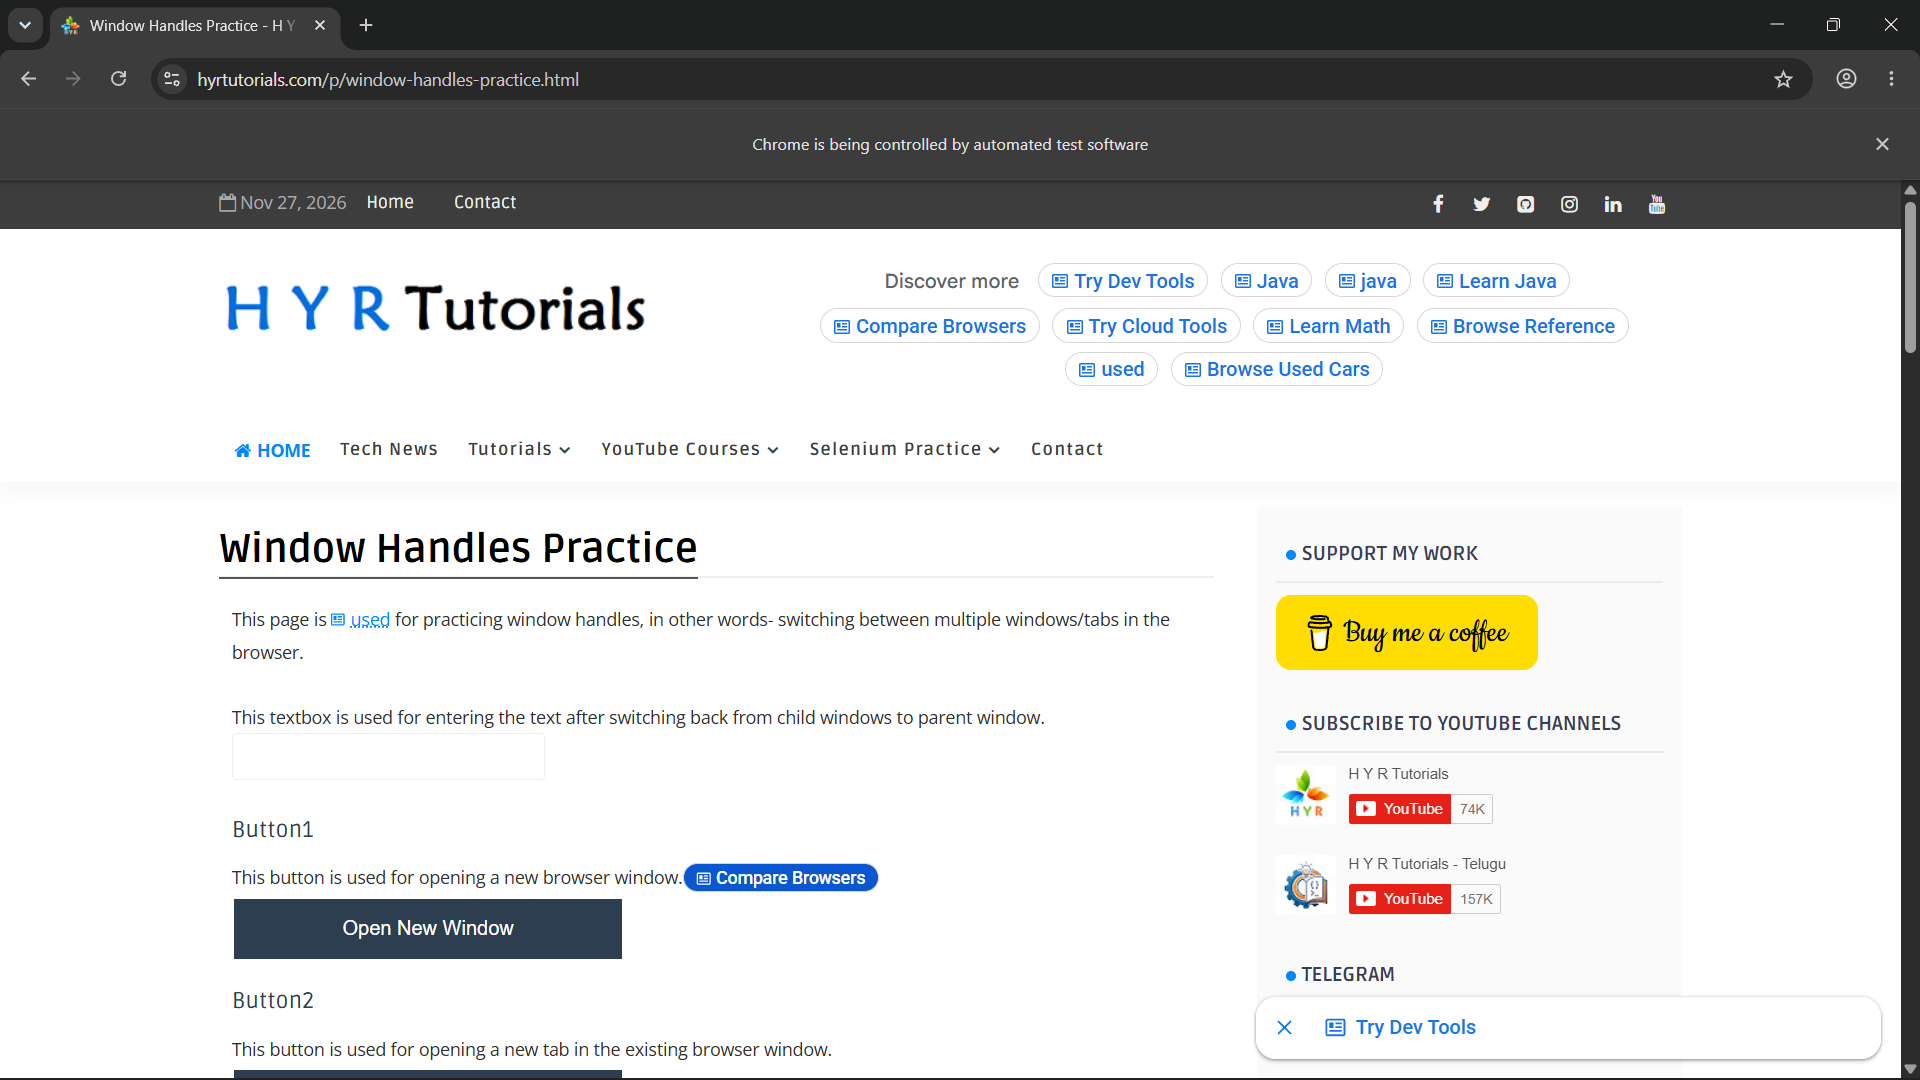 Window Handles Practice - H Y
hyrtutorials.com/p/window-handles-practice.html
Chrome is being controlled by automated test software
Nov 27, 2026 Home Contact
You Tube
H Y R Tutorials
Discover more Try Dev Tools Java java Learn Java
Compare Browsers Try Cloud Tools Learn Math Browse Reference
used Browse Used Cars
HOME Tech News Tutorials YouTube Courses Selenium Practice Contact
Window Handles Practice
This page is used for practicing window handles, in other words- switching between multiple windows/tabs in the
browser.
This textbox is used for entering the text after switching back from child windows to parent window.
Button1
This button is used for opening a new browser window. Compare Browsers
Open New Window
Button2
This button is used for opening a new tab in the existing browser window.
SUPPORT MY WORK
Buy me a coffee
SUBSCRIBE TO YOUTUBE CHANNELS
H Y R Tutorials
HYR
YouTube 74K
H Y R Tutorials - Telugu
YouTube 157K
TELEGRAM
Try Dev Tools